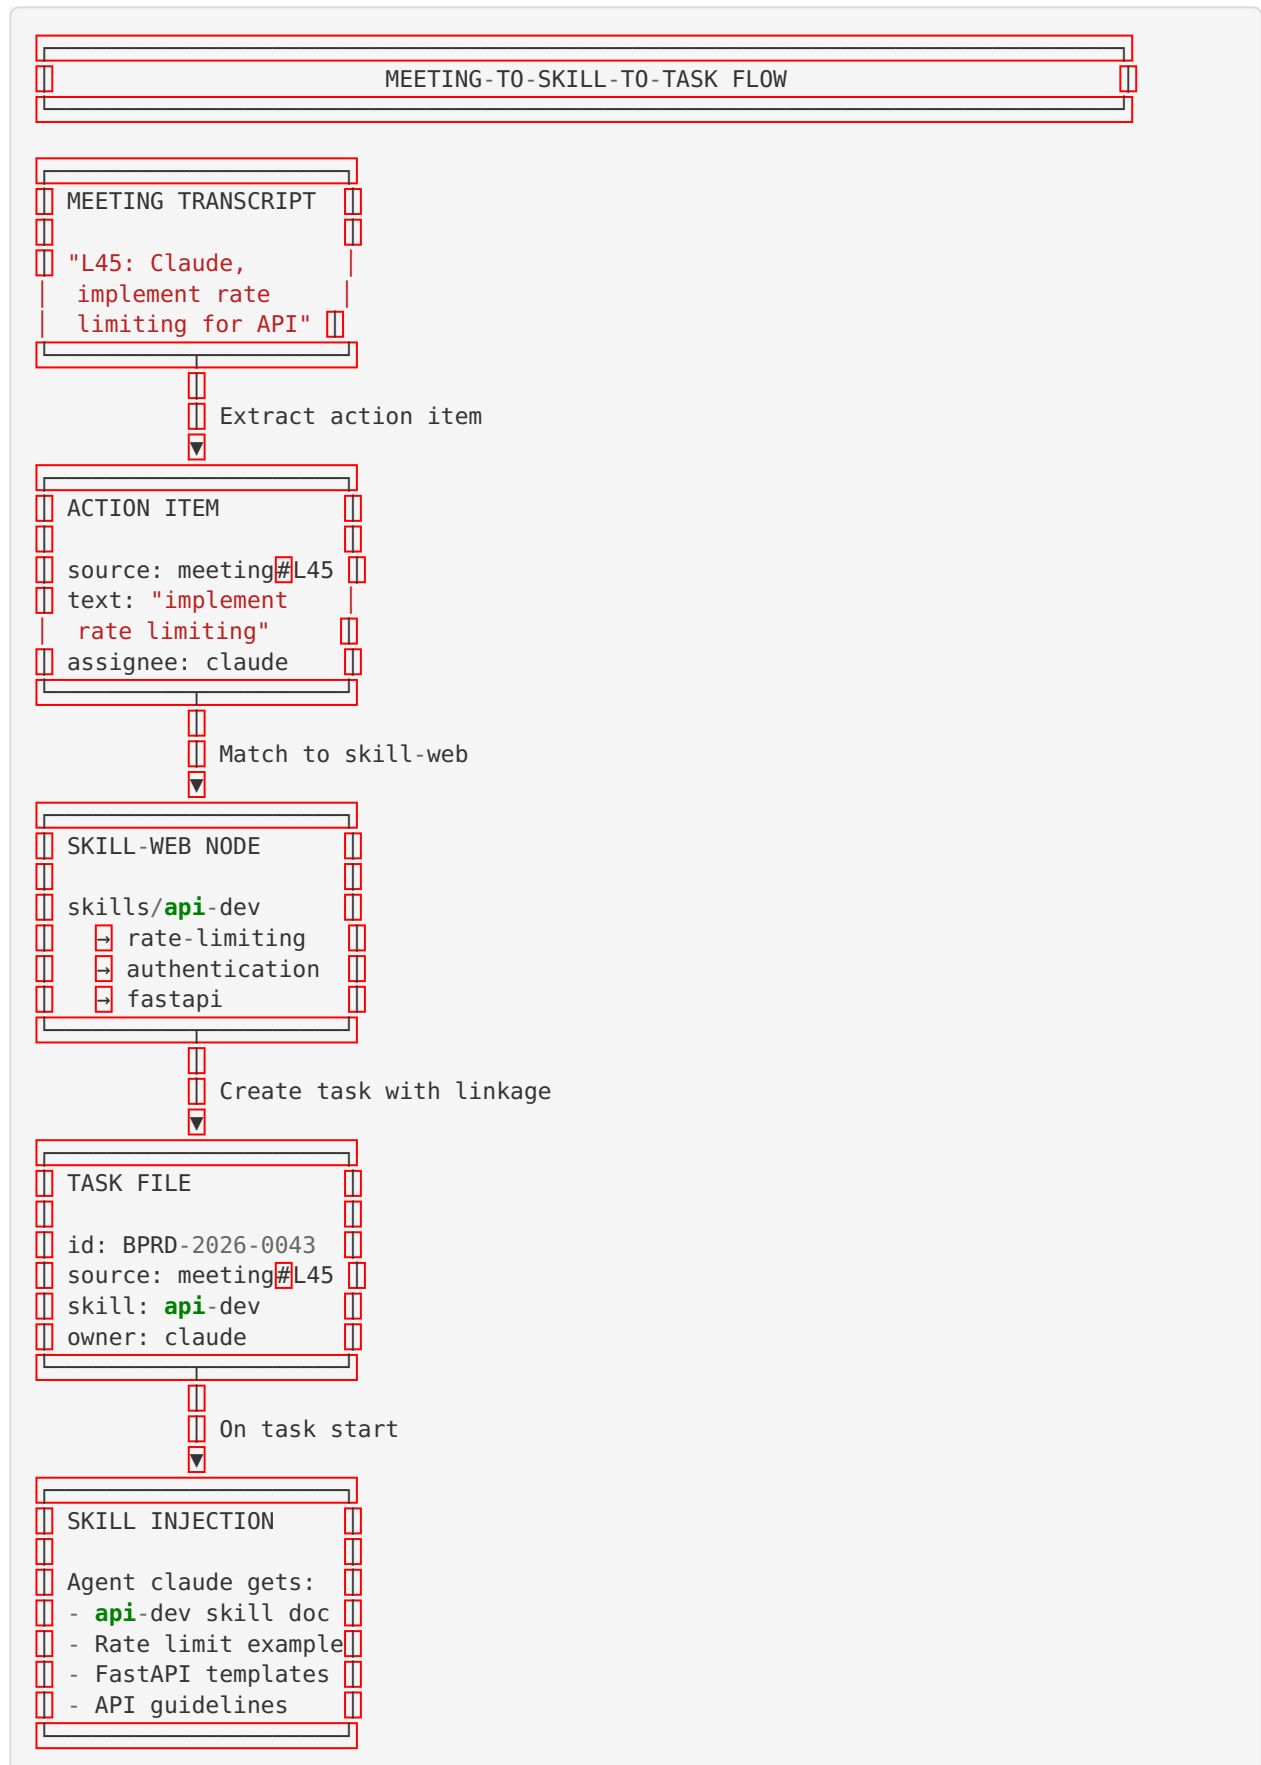 MEETING-TO-SKILL-TO-TASK FLOW
MEETING TRANSCRIPT
"L45: Claude,
implement rate
limiting for API"
Extract action item
▼
ACTION ITEM
source: meeting#L45
text: "implement
rate limiting"
assignee: claude
Match to skill-web
▼
SKILL-WEB NODE
skills/api-dev
→ rate-limiting
→ authentication
→ fastapi
Create task with linkage
▼
TASK FILE
id: BPRD-2026-0043
source: meeting#L45
skill: api-dev
owner: claude
On task start
▼
SKILL INJECTION
Agent claude gets:
- api-dev skill doc
- Rate limit example
- FastAPI templates
- API guidelines